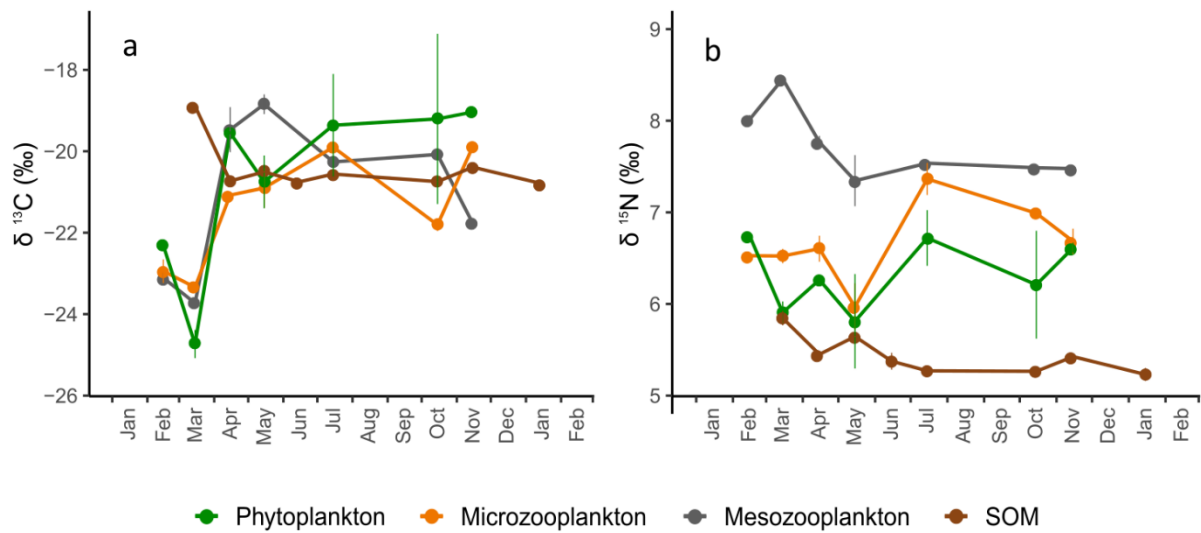 a
δ ¹³C (‰)
−18
−20
−22
−24
−26
Jan Feb Mar Apr May Jun Jul Aug Sep Oct Nov Dec Jan Feb
b
δ ¹⁵N (‰)
9
8
7
6
5
Jan Feb Mar Apr May Jun Jul Aug Sep Oct Nov Dec Jan Feb
Phytoplankton Microzooplankton Mesozooplankton SOM